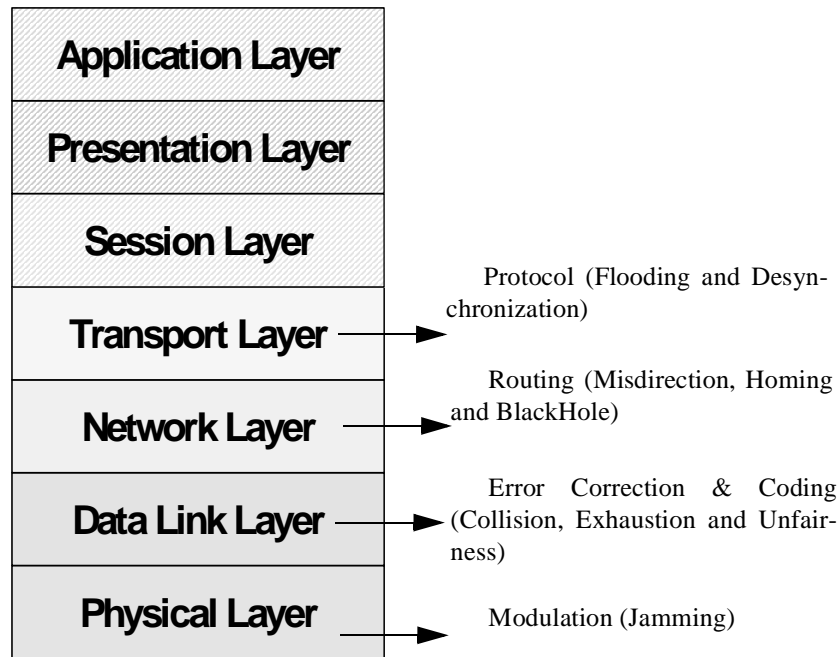 Application Layer
Presentation Layer
Session Layer
Transport Layer
Protocol (Flooding and Desyn-
chronization)
Network Layer
Routing (Misdirection, Homing
and BlackHole)
Data Link Layer
Error Correction & Coding
(Collision, Exhaustion and Unfair-
ness)
Physical Layer
Modulation (Jamming)